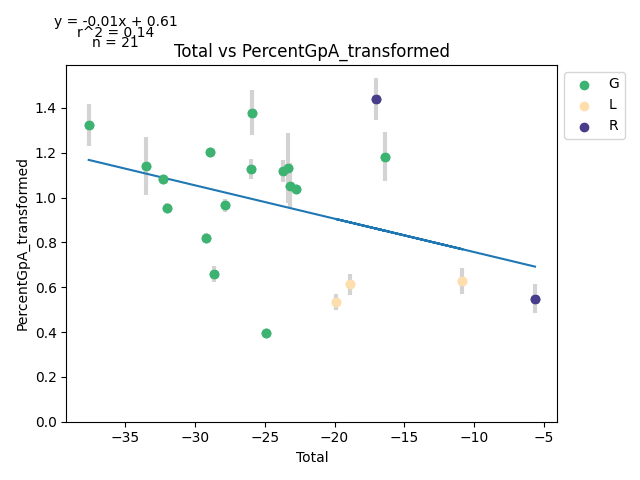 y = -0.01x + 0.61
r^2 = 0.14
n = 21
Total vs PercentGpA_transformed
G
L
R
1.4
1.2
1.0
0.8
0.6
0.4
0.2
0.0
PercentGpA_transformed
−35
−30
−25
−20
−15
−10
−5
Total